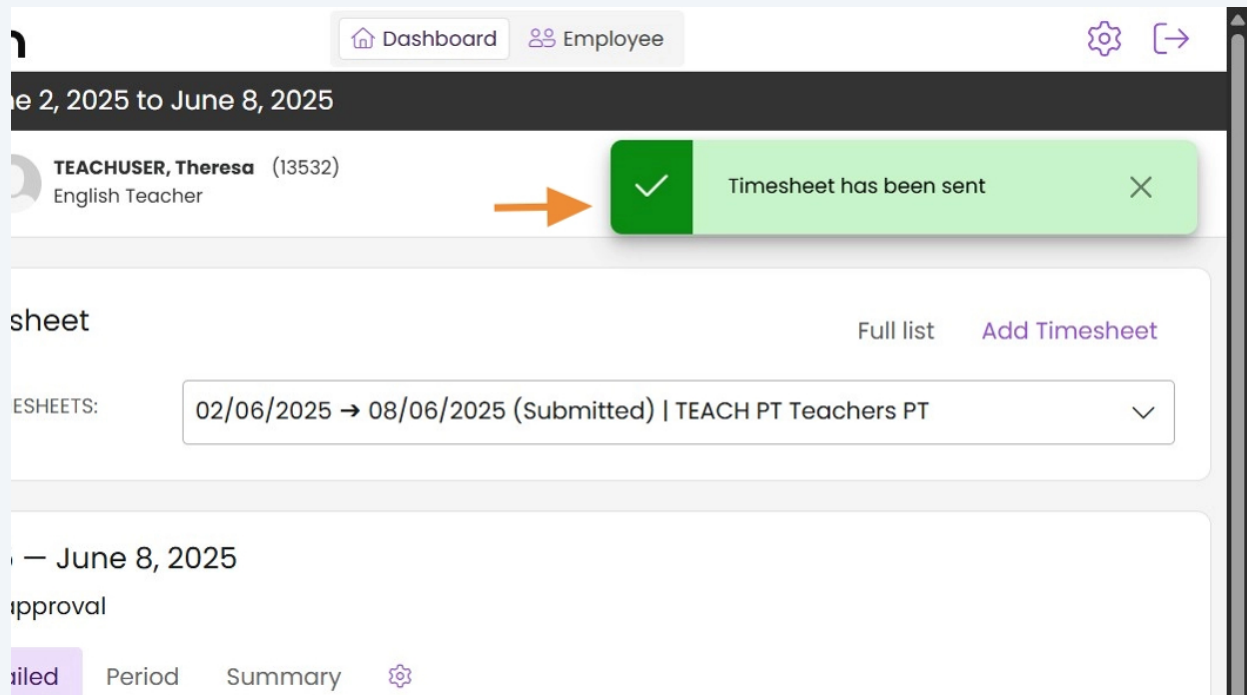 Dashboard Employee
e 2, 2025 to June 8, 2025
TEACHUSER, Theresa (13532)
English Teacher
Timesheet has been sent
sheet
Full list Add Timesheet
ESHEETS:
02/06/2025 → 08/06/2025 (Submitted) | TEACH PT Teachers PT
— June 8, 2025
approval
ailed Period Summary